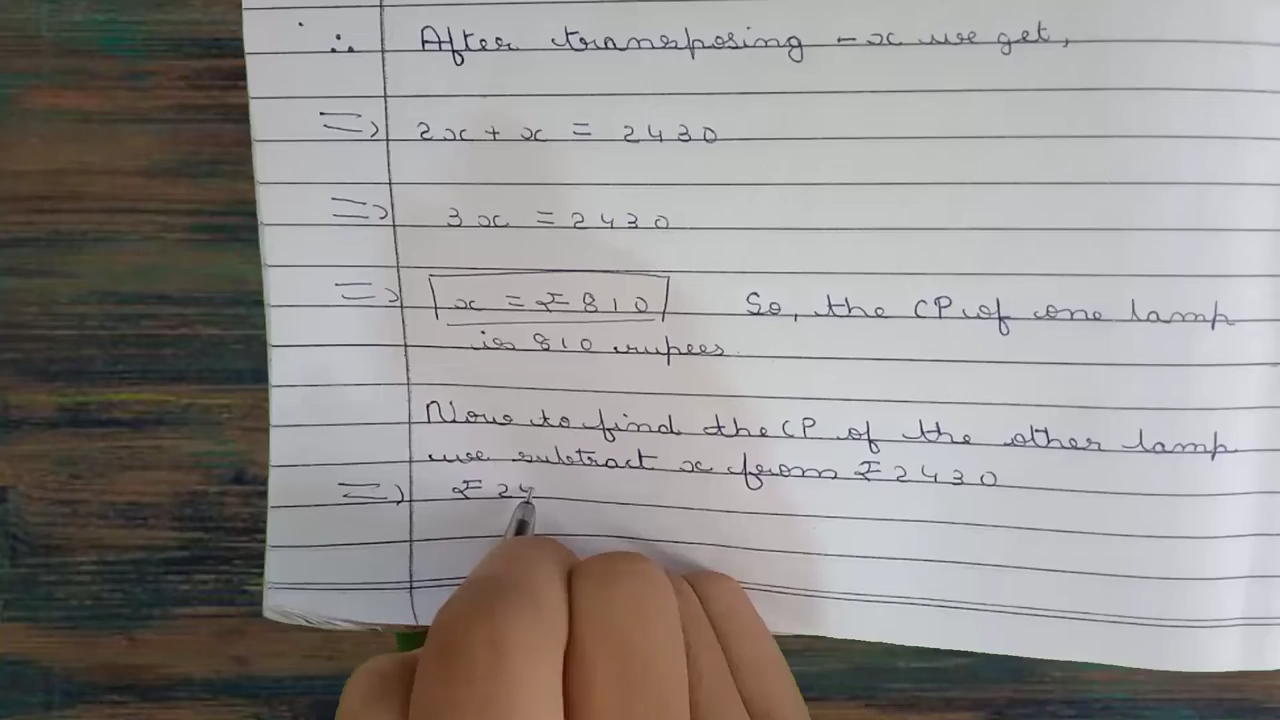 ∴ After transposing -x we get,
=> 2x + x = 2430
=> 3x = 2430
=> x = ₹ 810 So, the CP of one lamp
is 810 rupees.
Now to find the CP of the other lamp
we subtract x from ₹ 2430
=> ₹ 24